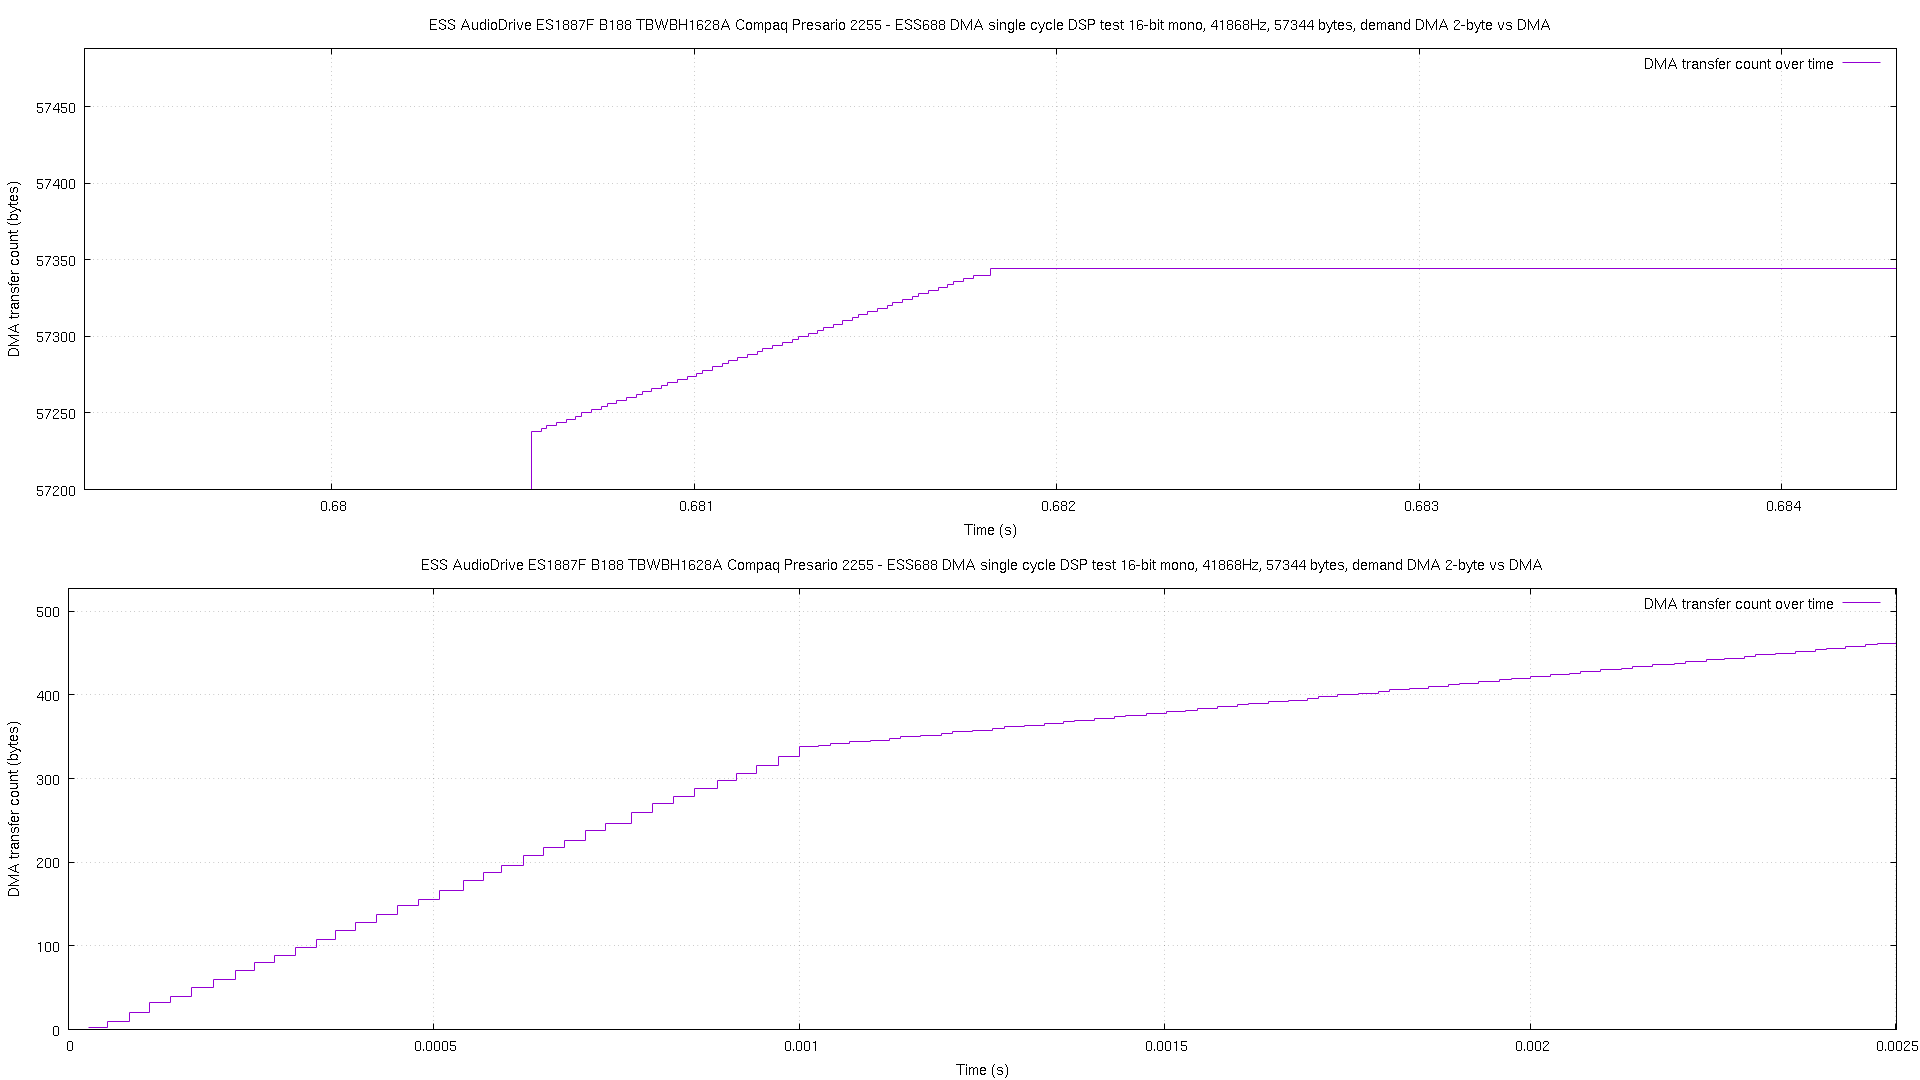 ESS AudioDrive ES1887F B188 TBWBH1628A Compaq Presario 2255 - ESS688 DMA single cycle DSP test 16-bit mono, 41868Hz, 57344 bytes, demand DMA 2-byte vs DMA
DMA transfer count over time
57450
57400
57350
57300
57250
57200
DMA transfer count (bytes)
0.68 0.681 0.682 0.683 0.684
Time (s)
ESS AudioDrive ES1887F B188 TBWBH1628A Compaq Presario 2255 - ESS688 DMA single cycle DSP test 16-bit mono, 41868Hz, 57344 bytes, demand DMA 2-byte vs DMA
DMA transfer count over time
500
400
300
200
100
0
DMA transfer count (bytes)
0 0.0005 0.001 0.0015 0.002 0.0025
Time (s)